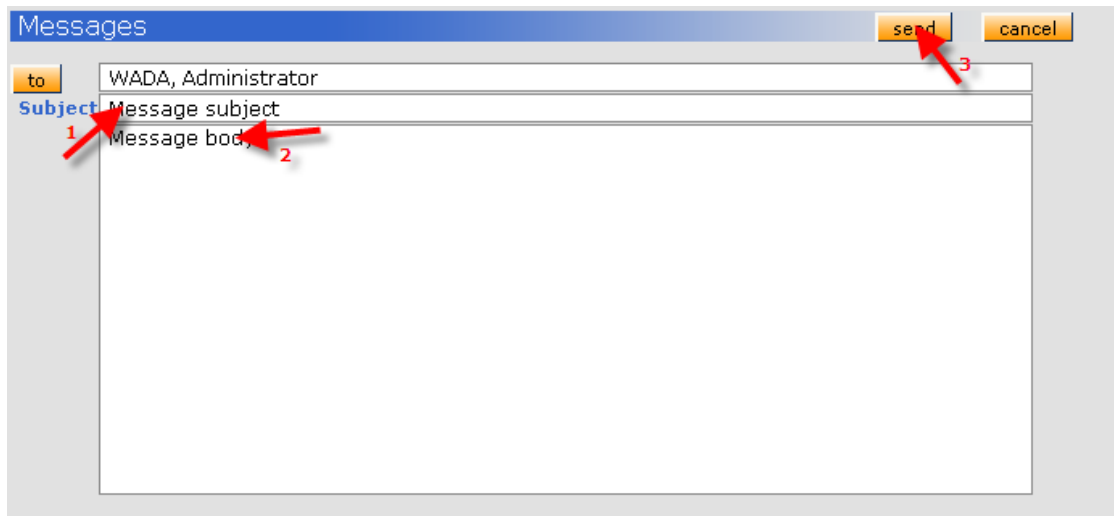 Messages send cancel
3
to WADA, Administrator
Subject Message subject
1 Message body
2